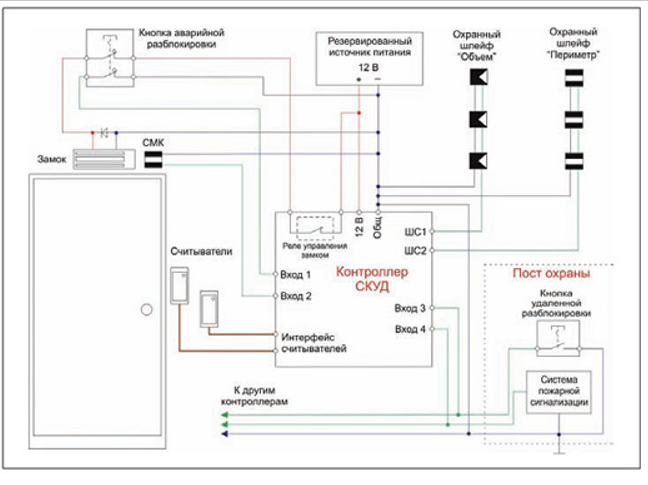 Кнопка аварийной
разблокировки
Резервированный
источник питания
12 В
+ −
Охранный
шлейф
"Объем"
Охранный
шлейф
"Периметр"
СМК
Замок
Считыватели
Реле управления
замком
12 В
Общ
ШС1
ШС2
Контроллер
СКУД
Вход 1
Вход 2
Вход 3
Вход 4
Интерфейс
считывателей
Пост охраны
Кнопка
удаленной
разблокировки
Система
пожарной
сигнализации
К другим
контроллерам